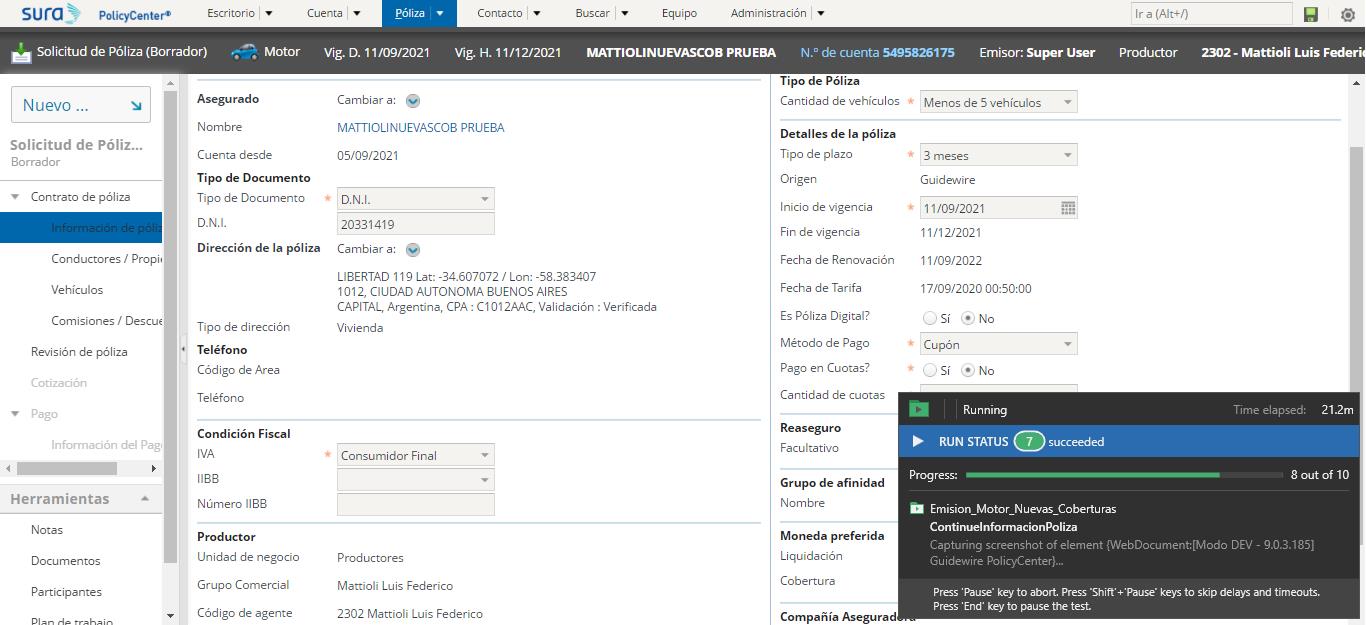 sura PolicyCenter® Escritorio Cuenta Póliza Contacto Buscar Equipo Administración Ir a (Alt+/)
Solicitud de Póliza (Borrador) Motor Vig. D. 11/09/2021 Vig. H. 11/12/2021 MATTIOLINUEVASCOB PRUEBA N.º de cuenta 5495826175 Emisor: Super User Productor 2302 - Mattioli Luis Federic
Nuevo ...
Solicitud de Póliz...
Borrador
Contrato de póliza
Información de póliz
Conductores / Propie
Vehículos
Comisiones / Descue
Revisión de póliza
Cotización
Pago
Información del Pago
Herramientas
Notas
Documentos
Participantes
Plan de trabajo
Asegurado Cambiar a:
Nombre MATTIOLINUEVASCOB PRUEBA
Cuenta desde 05/09/2021
Tipo de Documento
Tipo de Documento * D.N.I.
D.N.I. 20331419
Dirección de la póliza Cambiar a:
LIBERTAD 119 Lat: -34.607072 / Lon: -58.383407
1012, CIUDAD AUTONOMA BUENOS AIRES
CAPITAL, Argentina, CPA : C1012AAC, Validación : Verificada
Tipo de dirección Vivienda
Teléfono
Código de Area
Teléfono
Condición Fiscal
IVA * Consumidor Final
IIBB
Número IIBB
Productor
Unidad de negocio Productores
Grupo Comercial Mattioli Luis Federico
Código de agente 2302 Mattioli Luis Federico
Tipo de Póliza
Cantidad de vehículos * Menos de 5 vehículos
Detalles de la póliza
Tipo de plazo * 3 meses
Origen Guidewire
Inicio de vigencia * 11/09/2021
Fin de vigencia 11/12/2021
Fecha de Renovación 11/09/2022
Fecha de Tarifa 17/09/2020 00:50:00
Es Póliza Digital? Sí No
Método de Pago * Cupón
Pago en Cuotas? * Sí No
Cantidad de cuotas
Reaseguro
Facultativo
Grupo de afinidad
Nombre
Moneda preferida
Liquidación
Cobertura
Compañía Aseguradora
Running Time elapsed: 21.2m
RUN STATUS 7 succeeded
Progress: 8 out of 10
Emision_Motor_Nuevas_Coberturas
ContinueInformacionPoliza
Capturing screenshot of element {WebDocument:[Modo DEV - 9.0.3.185]
Guidewire PolicyCenter}...
Press 'Pause' key to abort. Press 'Shift'+'Pause' keys to skip delays and timeouts.
Press 'End' key to pause the test.